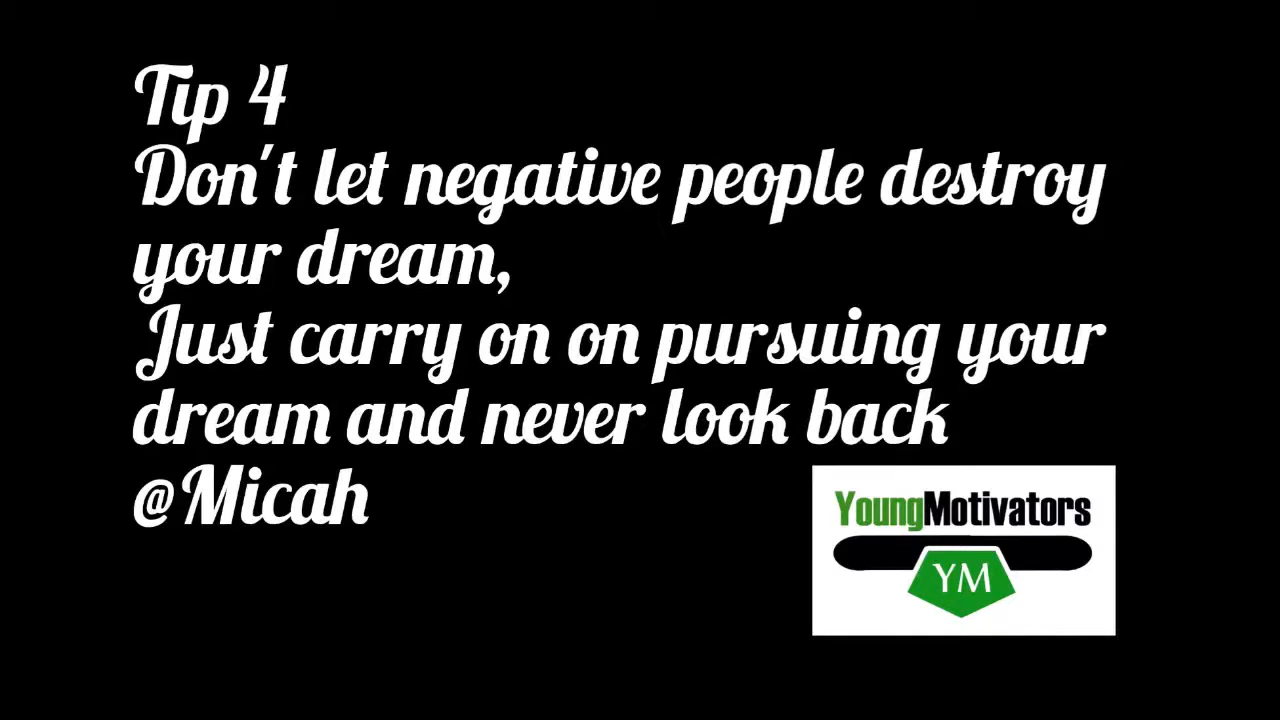 Tip 4
Don't let negative people destroy
your dream,
Just carry on on pursuing your
dream and never look back
@Micah
YoungMotivators
YM